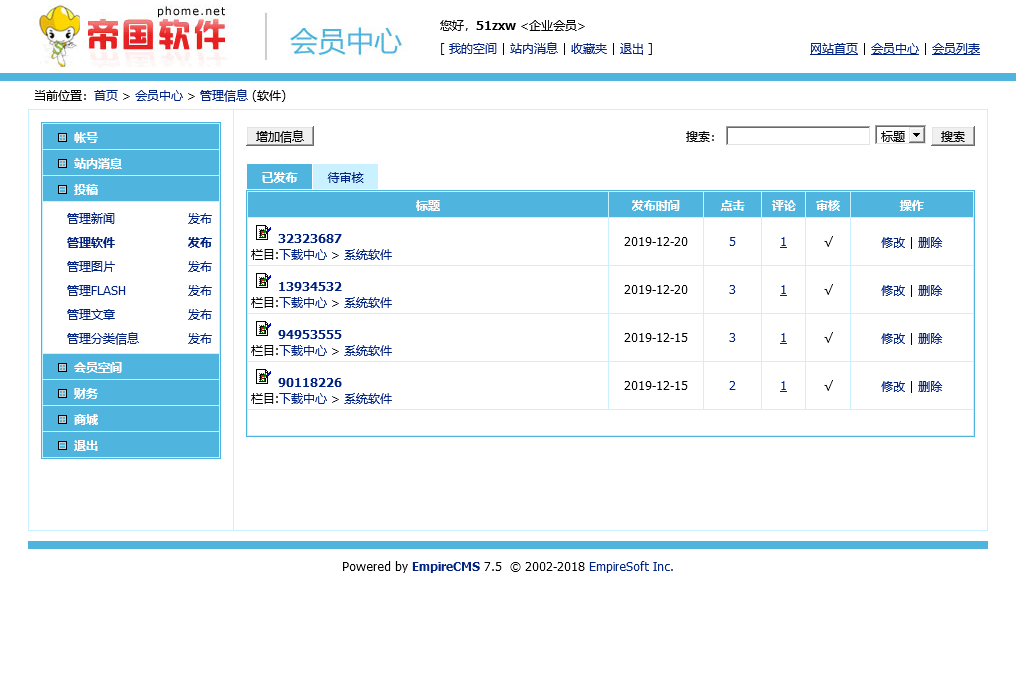 phome.net
帝国软件
会员中心
您好，51zxw <企业会员>
[ 我的空间 | 站内消息 | 收藏夹 | 退出 ]
网站首页 | 会员中心 | 会员列表
当前位置：首页 > 会员中心 > 管理信息 (软件)
帐号
站内消息
投稿
管理新闻 发布
管理软件 发布
管理图片 发布
管理FLASH 发布
管理文章 发布
管理分类信息 发布
会员空间
财务
商城
退出
增加信息 搜索： 标题 搜索
已发布 待审核
标题 发布时间 点击 评论 审核 操作
32323687 2019-12-20 5 1 √ 修改 | 删除
栏目:下载中心 > 系统软件
13934532 2019-12-20 3 1 √ 修改 | 删除
栏目:下载中心 > 系统软件
94953555 2019-12-15 3 1 √ 修改 | 删除
栏目:下载中心 > 系统软件
90118226 2019-12-15 2 1 √ 修改 | 删除
栏目:下载中心 > 系统软件
Powered by EmpireCMS 7.5 © 2002-2018 EmpireSoft Inc.